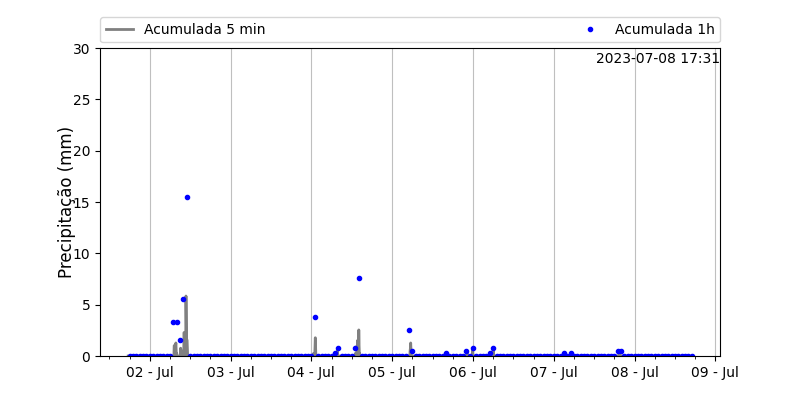 Acumulada 5 min
Acumulada 1h
2023-07-08 17:31
Precipitação (mm)
30
25
20
15
10
5
0
02 - Jul
03 - Jul
04 - Jul
05 - Jul
06 - Jul
07 - Jul
08 - Jul
09 - Jul